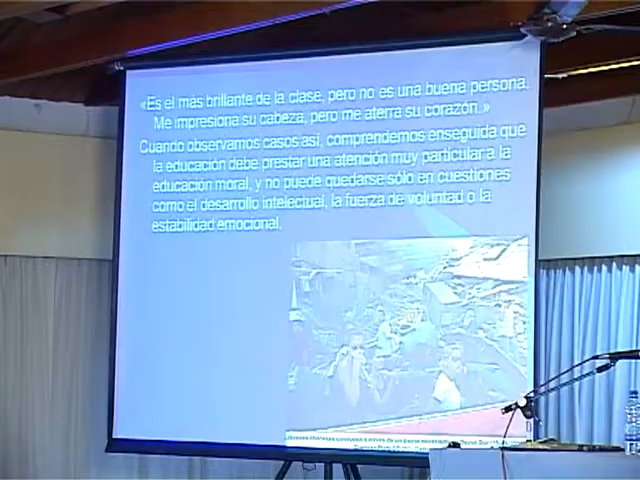 «Es el más brillante de la clase, pero no es una buena persona.
Me impresiona su cabeza, pero me aterra su corazón.»
Cuando observamos casos así, comprendemos enseguida que
la educación debe prestar una atención muy particular a la
educación moral, y no puede quedarse sólo en cuestiones
como el desarrollo intelectual, la fuerza de voluntad o la
estabilidad emocional.